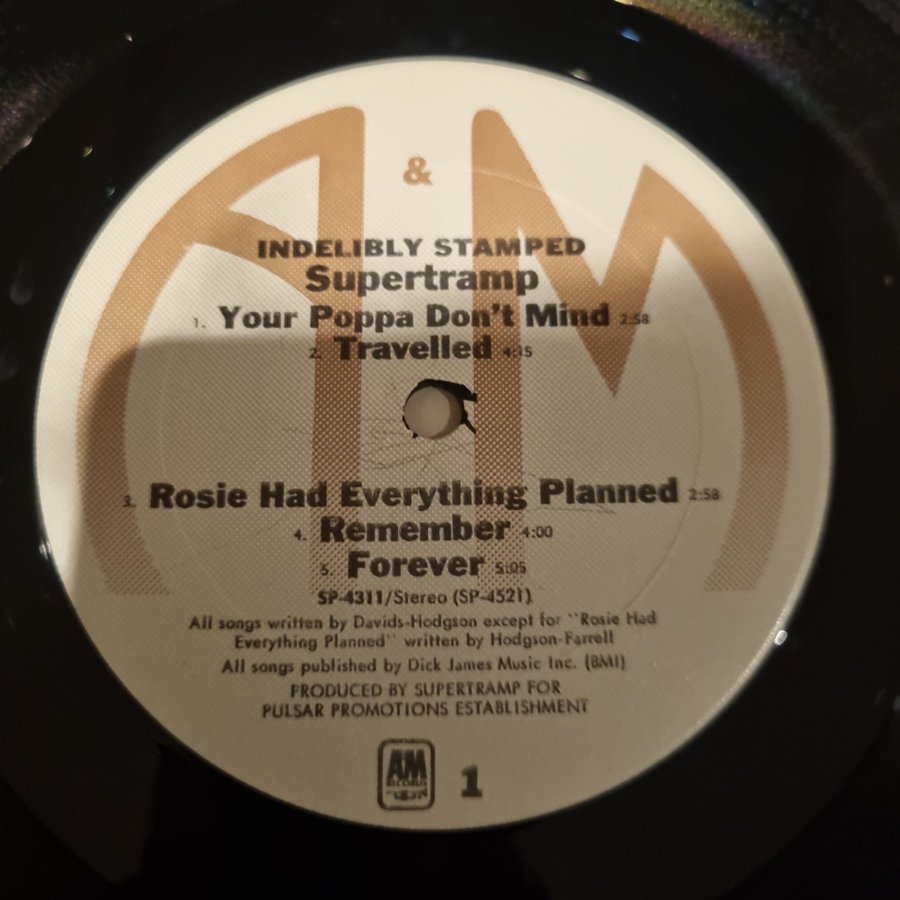 &
INDELIBLY STAMPED
Supertramp
1. Your Poppa Don't Mind 2:58
2. Travelled 4:15
3. Rosie Had Everything Planned 2:58
4. Remember 4:00
5. Forever 5:05
SP-4311/Stereo (SP-4521)
All songs written by Davids-Hodgson except for "Rosie Had
Everything Planned" written by Hodgson-Farrell
All songs published by Dick James Music Inc. (BMI)
PRODUCED BY SUPERTRAMP FOR
PULSAR PROMOTIONS ESTABLISHMENT
AM
RECORDS
1